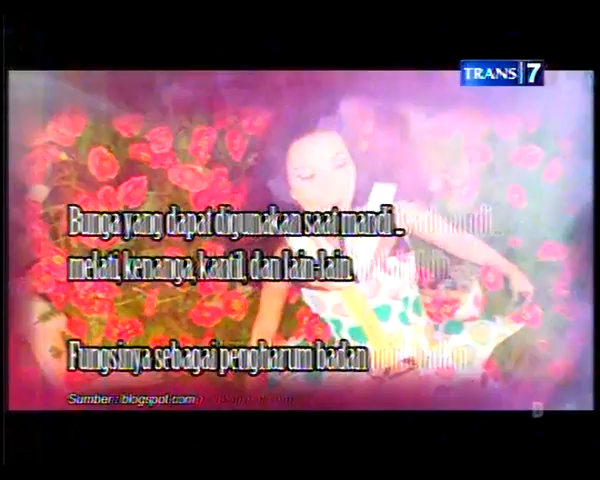 TRANS|7
Bunga yang dapat digunakan saat mandi ..
melati, kenanga, kantil, dan lain-lain.
Fungsinya sebagai pengharum badan
Sumber : blogspot.com